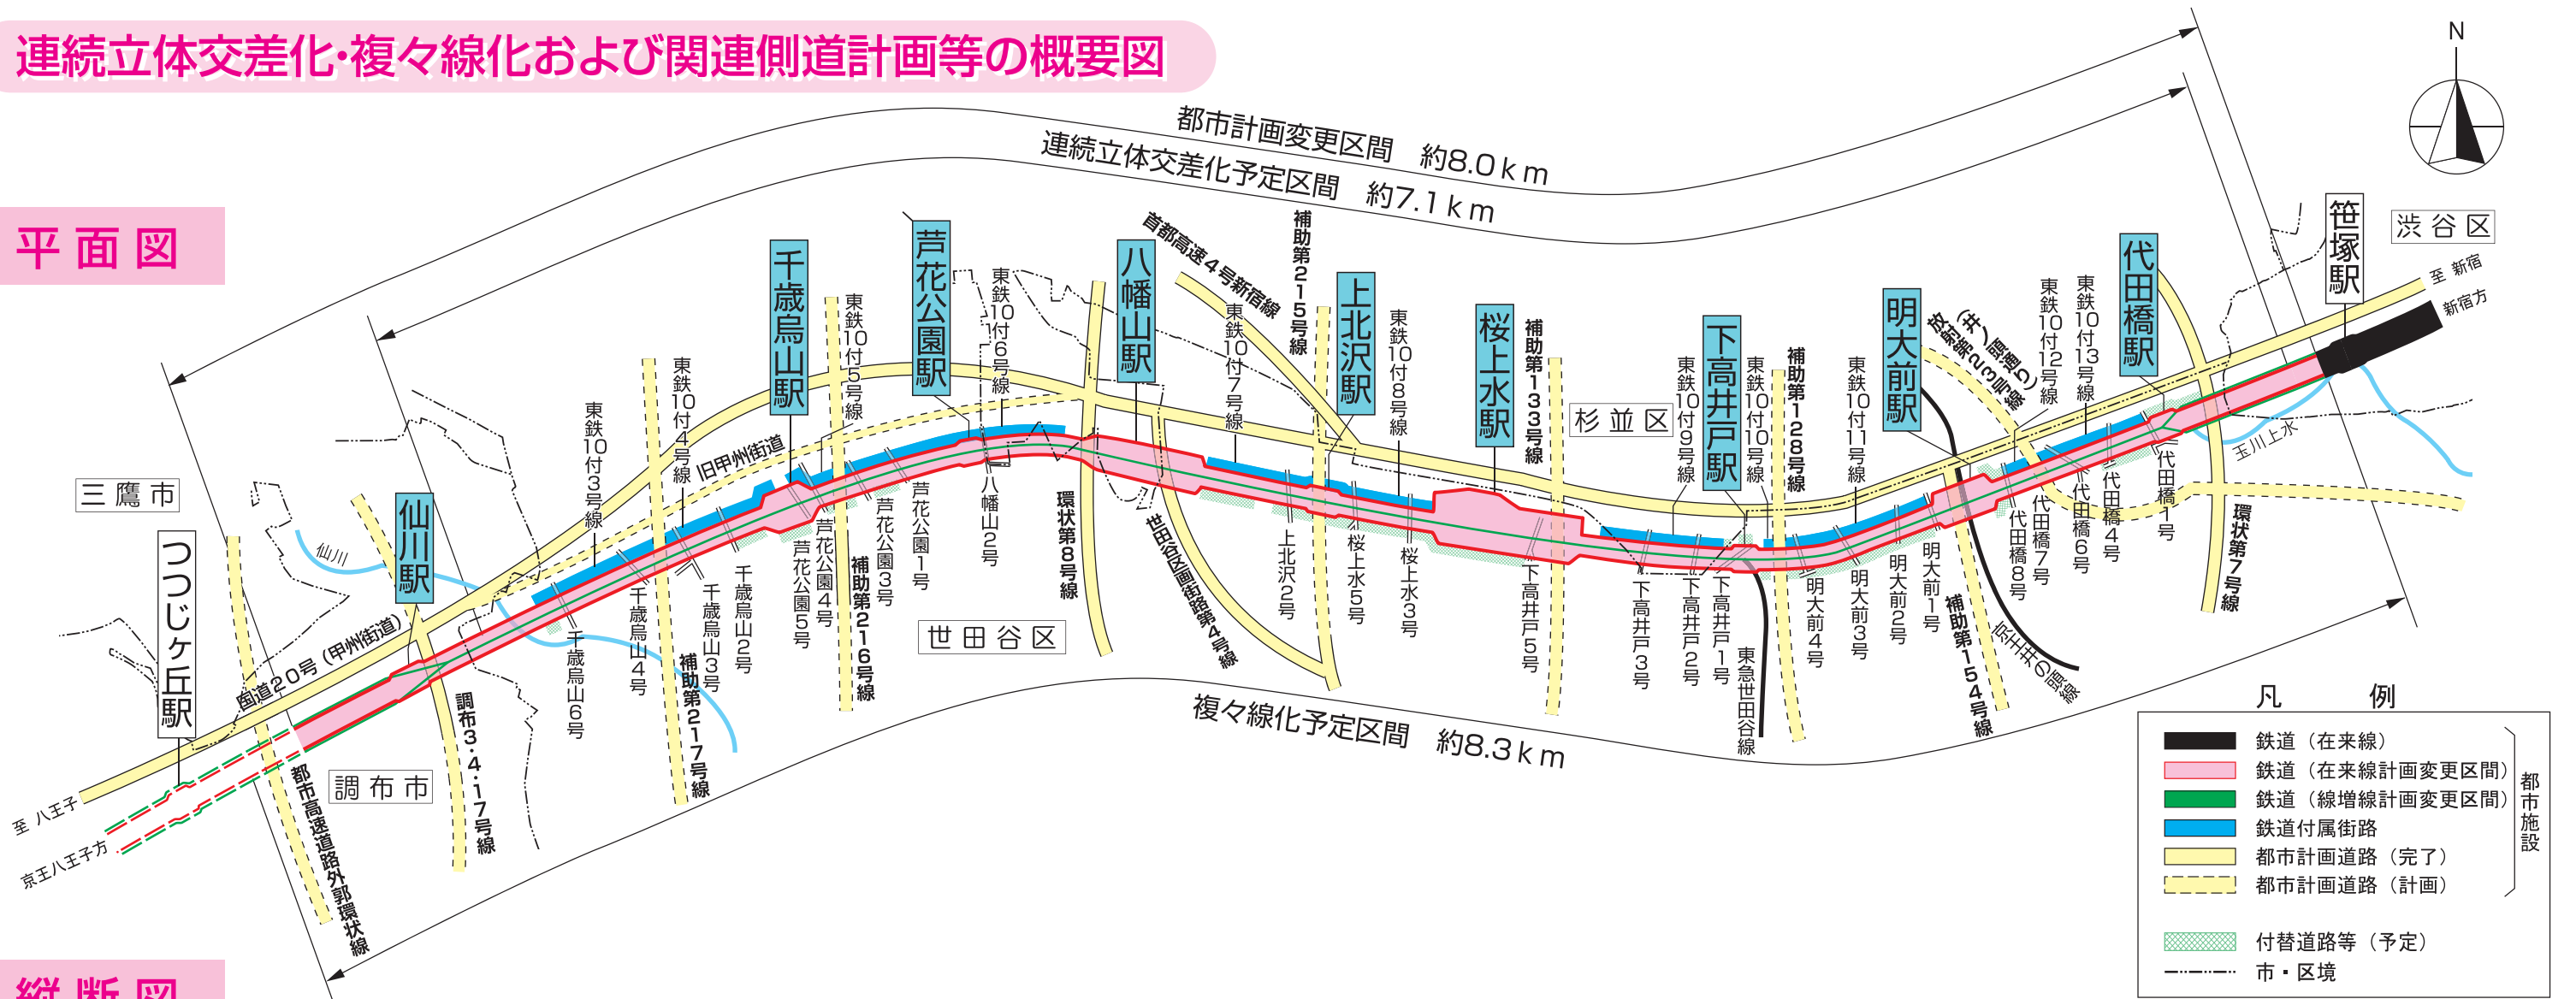 連続立体交差化･複々線化および関連側道計画等の概要図
平面図
都市計画変更区間　約8.0km
連続立体交差化予定区間　約7.1km
N
渋谷区
笹塚駅
至 新宿
新宿方
代田橋駅
東鉄10付13号線
東鉄10付12号線
放射第23号線
(井ノ頭通り)
明大前駅
東鉄10付11号線
補助第128号線
東鉄10付10号線
下高井戸駅
東鉄10付9号線
杉並区
補助第133号線
桜上水駅
東鉄10付8号線
上北沢駅
補助第215号線
首都高速4号新宿線
東鉄10付7号線
八幡山駅
東鉄10付6号線
芦花公園駅
東鉄10付5号線
千歳烏山駅
東鉄10付4号線
東鉄10付3号線
旧甲州街道
三鷹市
つつじヶ丘駅
仙川
仙川駅
国道20号（甲州街道）
至 八王子
京王八王子方
調布市
都市高速道路外郭環状線
調布3・4・17号線
千歳烏山6号
千歳烏山4号
補助第217号線
千歳烏山3号
千歳烏山2号
芦花公園5号
芦花公園4号
補助第216号線
芦花公園3号
芦花公園1号
世田谷区
八幡山2号
環状第8号線
世田谷区画街路第4号線
上北沢2号
桜上水5号
桜上水3号
下高井戸5号
下高井戸3号
下高井戸2号
下高井戸1号
東急世田谷線
明大前4号
明大前3号
明大前2号
明大前1号
補助第154号線
京王井の頭線
代田橋8号
代田橋7号
代田橋6号
代田橋4号
代田橋1号
玉川上水
環状第7号線
複々線化予定区間　約8.3km
凡　例
鉄道（在来線）
鉄道（在来線計画変更区間）
鉄道（線増線計画変更区間）
鉄道付属街路
都市計画道路（完了）
都市計画道路（計画）
都市施設
付替道路等（予定）
市・区境
縦断図